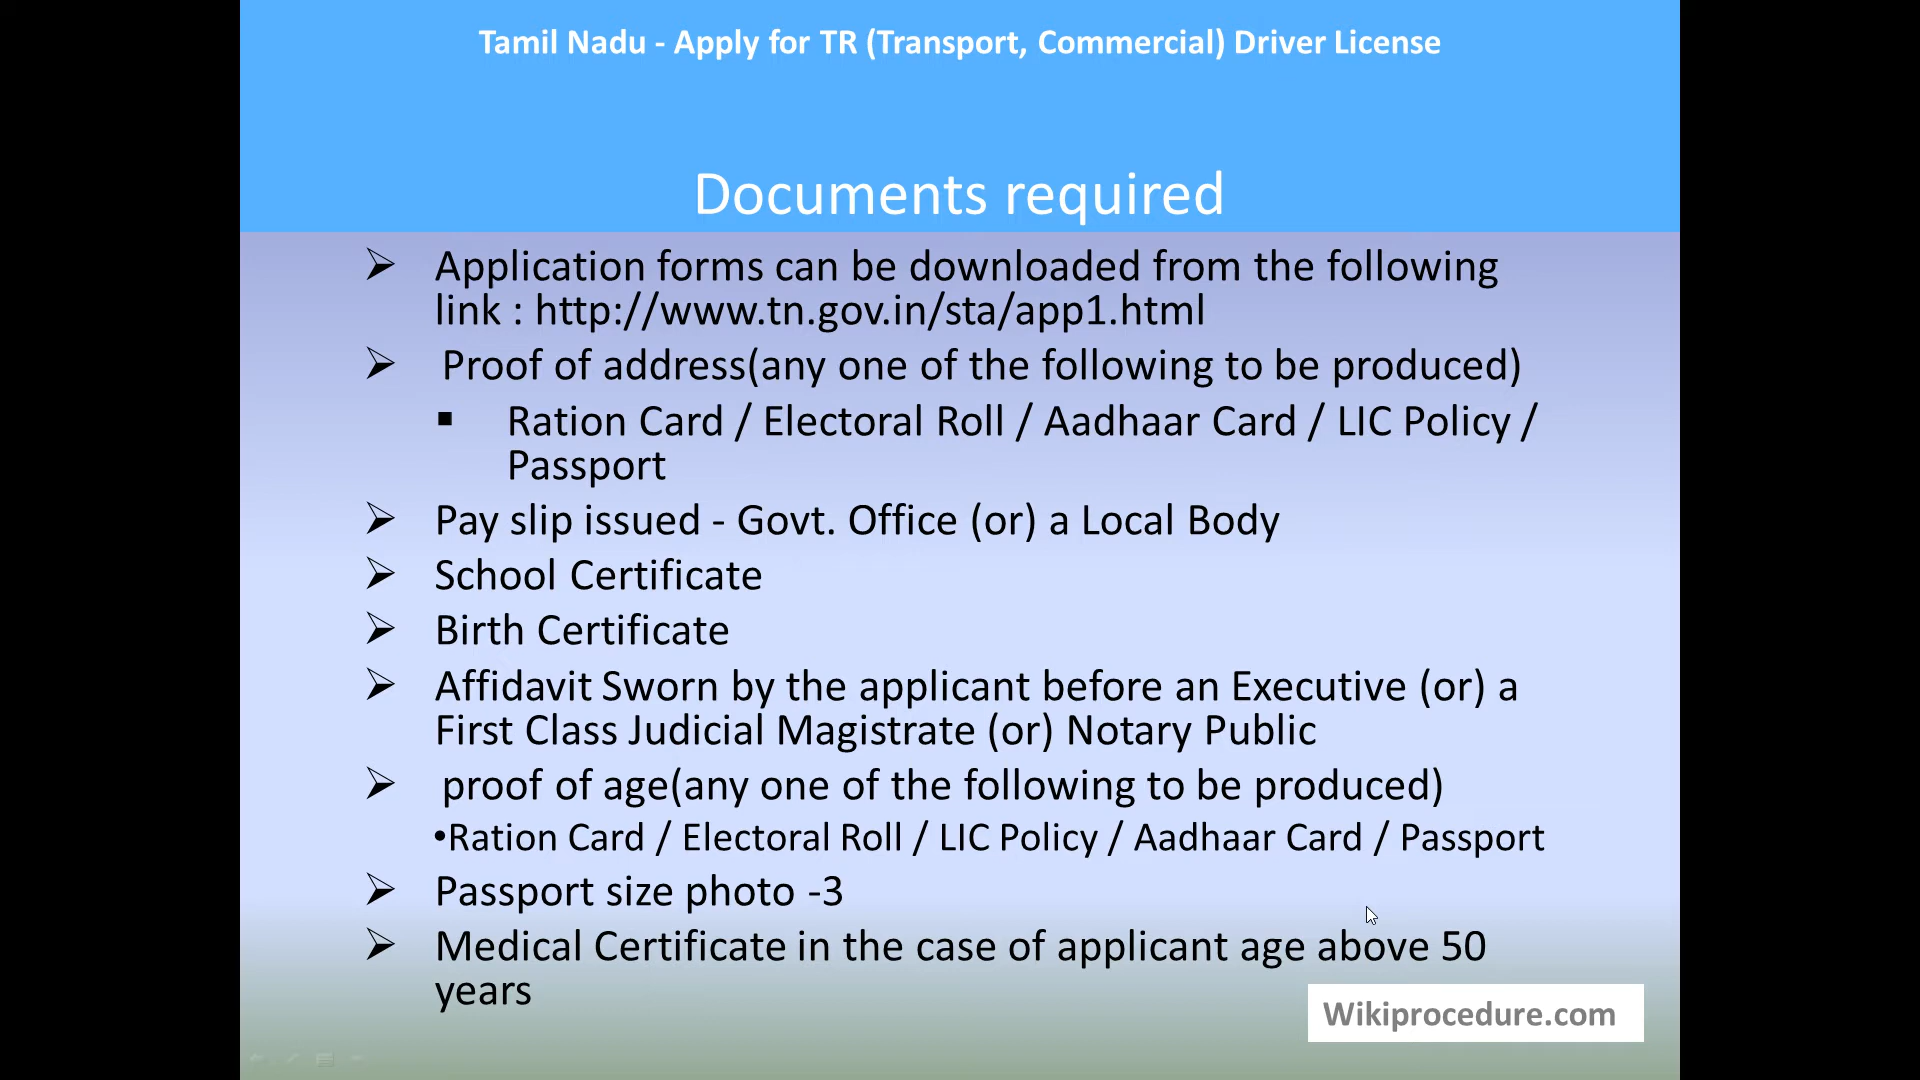 Tamil Nadu - Apply for TR (Transport, Commercial) Driver License
Documents required
Application forms can be downloaded from the following
link : http://www.tn.gov.in/sta/app1.html
Proof of address(any one of the following to be produced)
Ration Card / Electoral Roll / Aadhaar Card / LIC Policy /
Passport
Pay slip issued - Govt. Office (or) a Local Body
School Certificate
Birth Certificate
Affidavit Sworn by the applicant before an Executive (or) a
First Class Judicial Magistrate (or) Notary Public
proof of age(any one of the following to be produced)
•Ration Card / Electoral Roll / LIC Policy / Aadhaar Card / Passport
Passport size photo -3
Medical Certificate in the case of applicant age above 50
years
Wikiprocedure.com